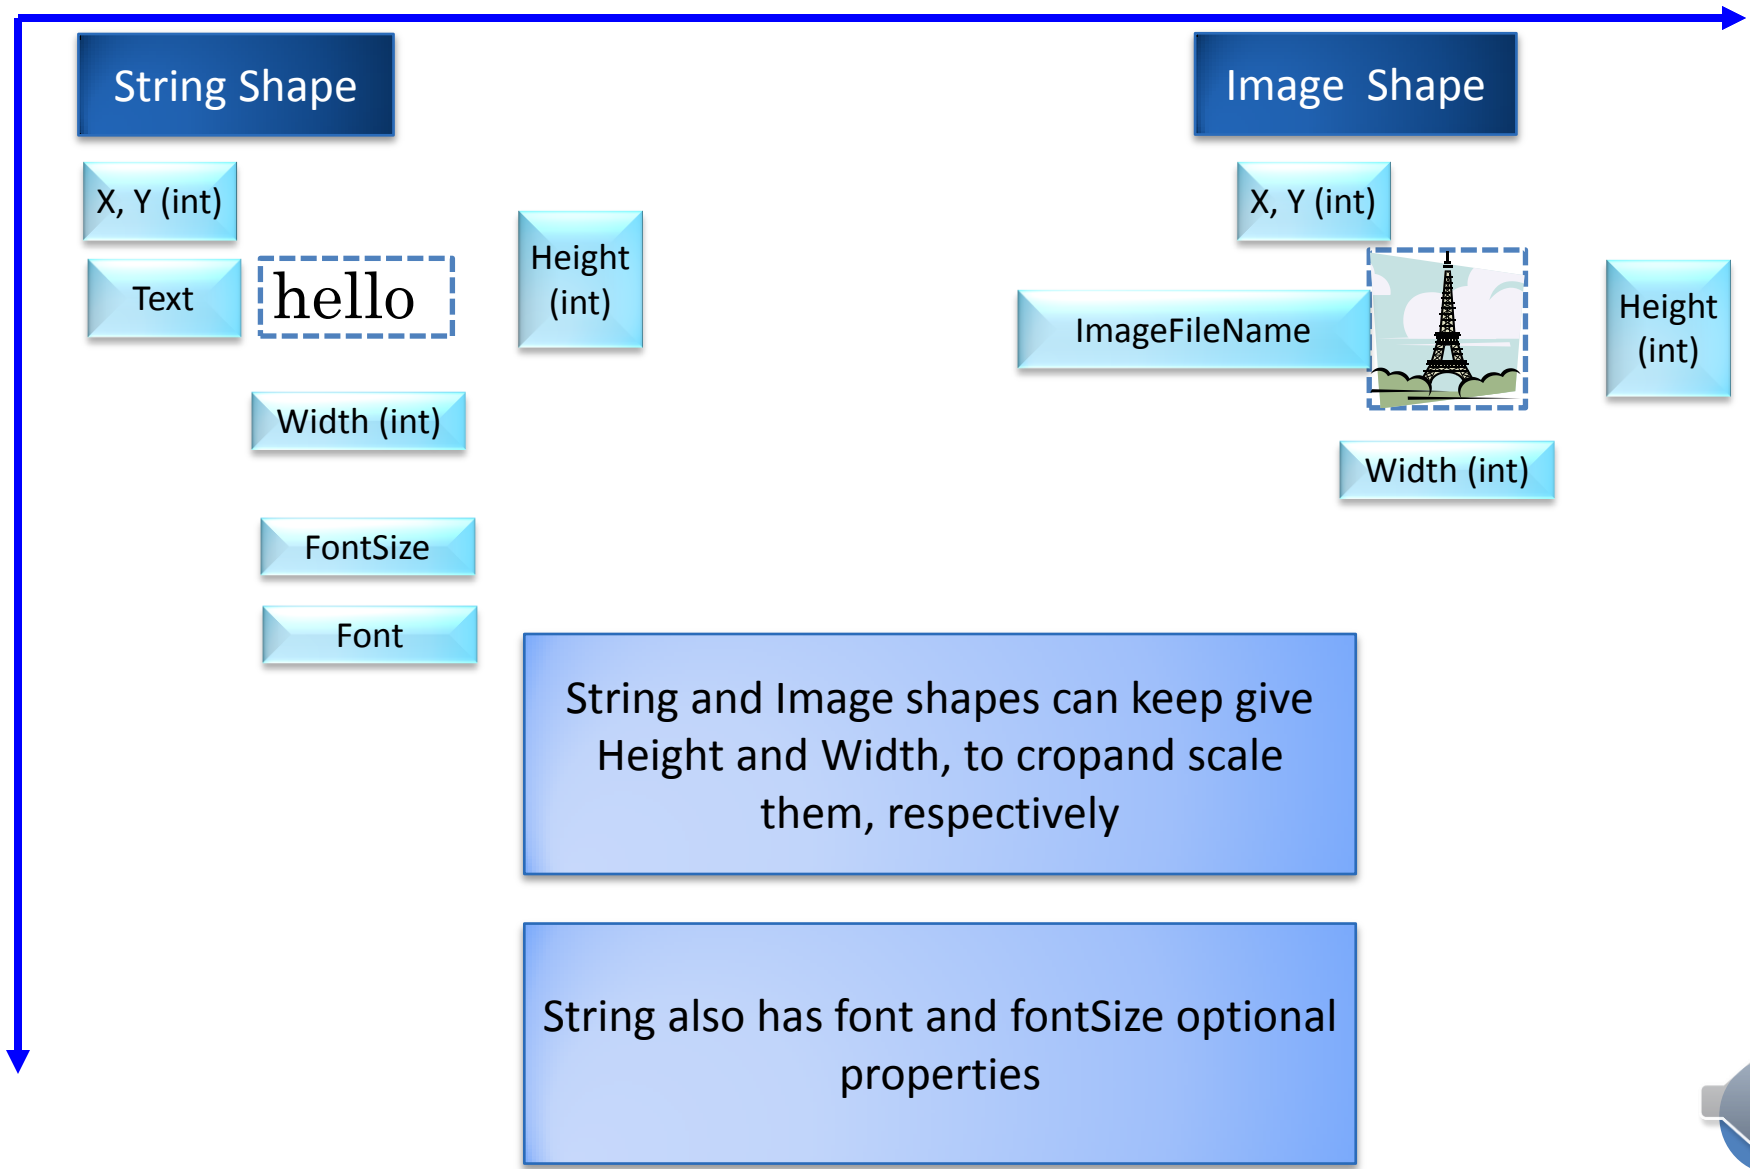 String Shape
X, Y (int)
Text
hello
Height
(int)
Width (int)
FontSize
Font
Image  Shape
X, Y (int)
ImageFileName
Height
(int)
Width (int)
String and Image shapes can keep give
Height and Width, to cropand scale
them, respectively
String also has font and fontSize optional
properties